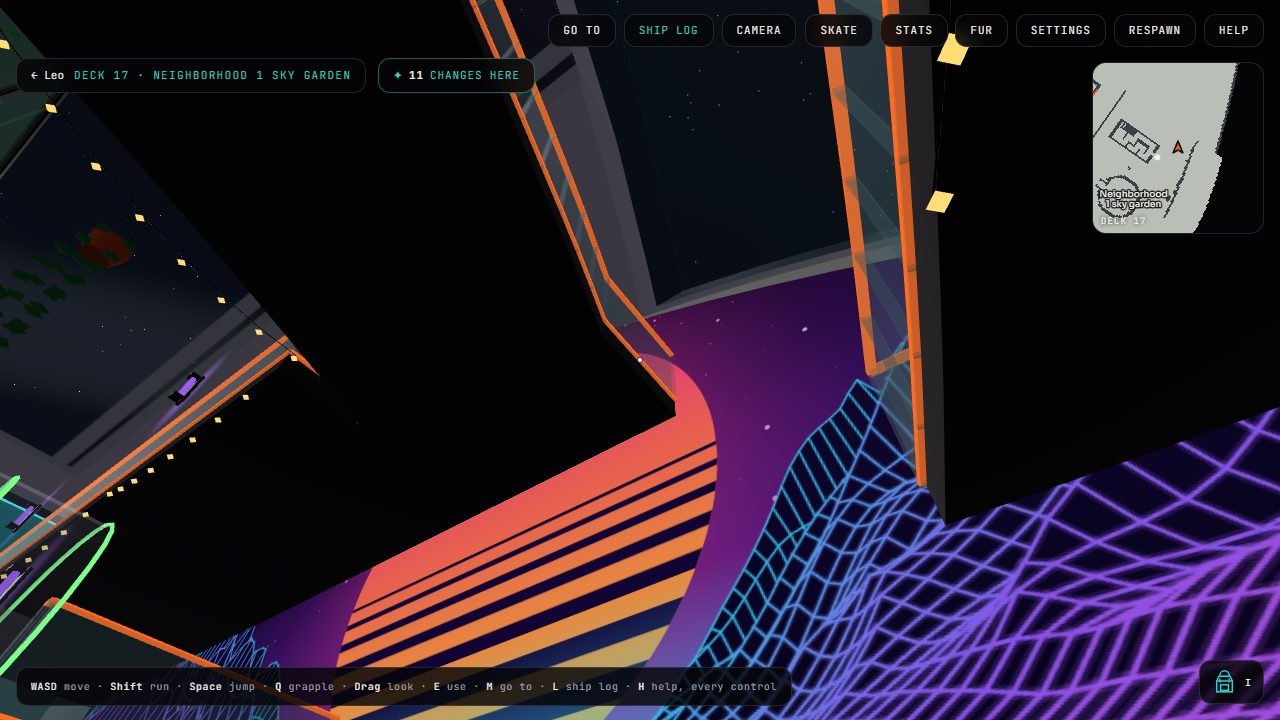 GO TO
SHIP LOG
CAMERA
SKATE
STATS
FUR
SETTINGS
RESPAWN
HELP
← Leo DECK 17 · NEIGHBORHOOD 1 SKY GARDEN
✦ 11 CHANGES HERE
Neighborhood
1 sky garden
DECK 17
WASD move · Shift run · Space jump · Q grapple · Drag look · E use · M go to · L ship log · H help, every control
I